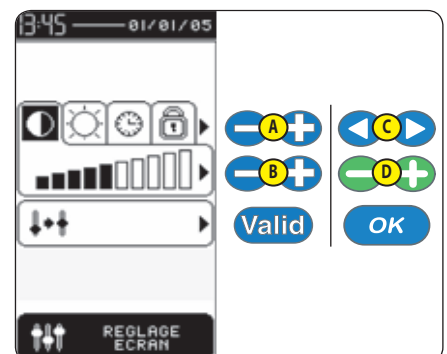 13:45 01/01/05
A C
B D
Valid OK
REGLAGE
ECRAN